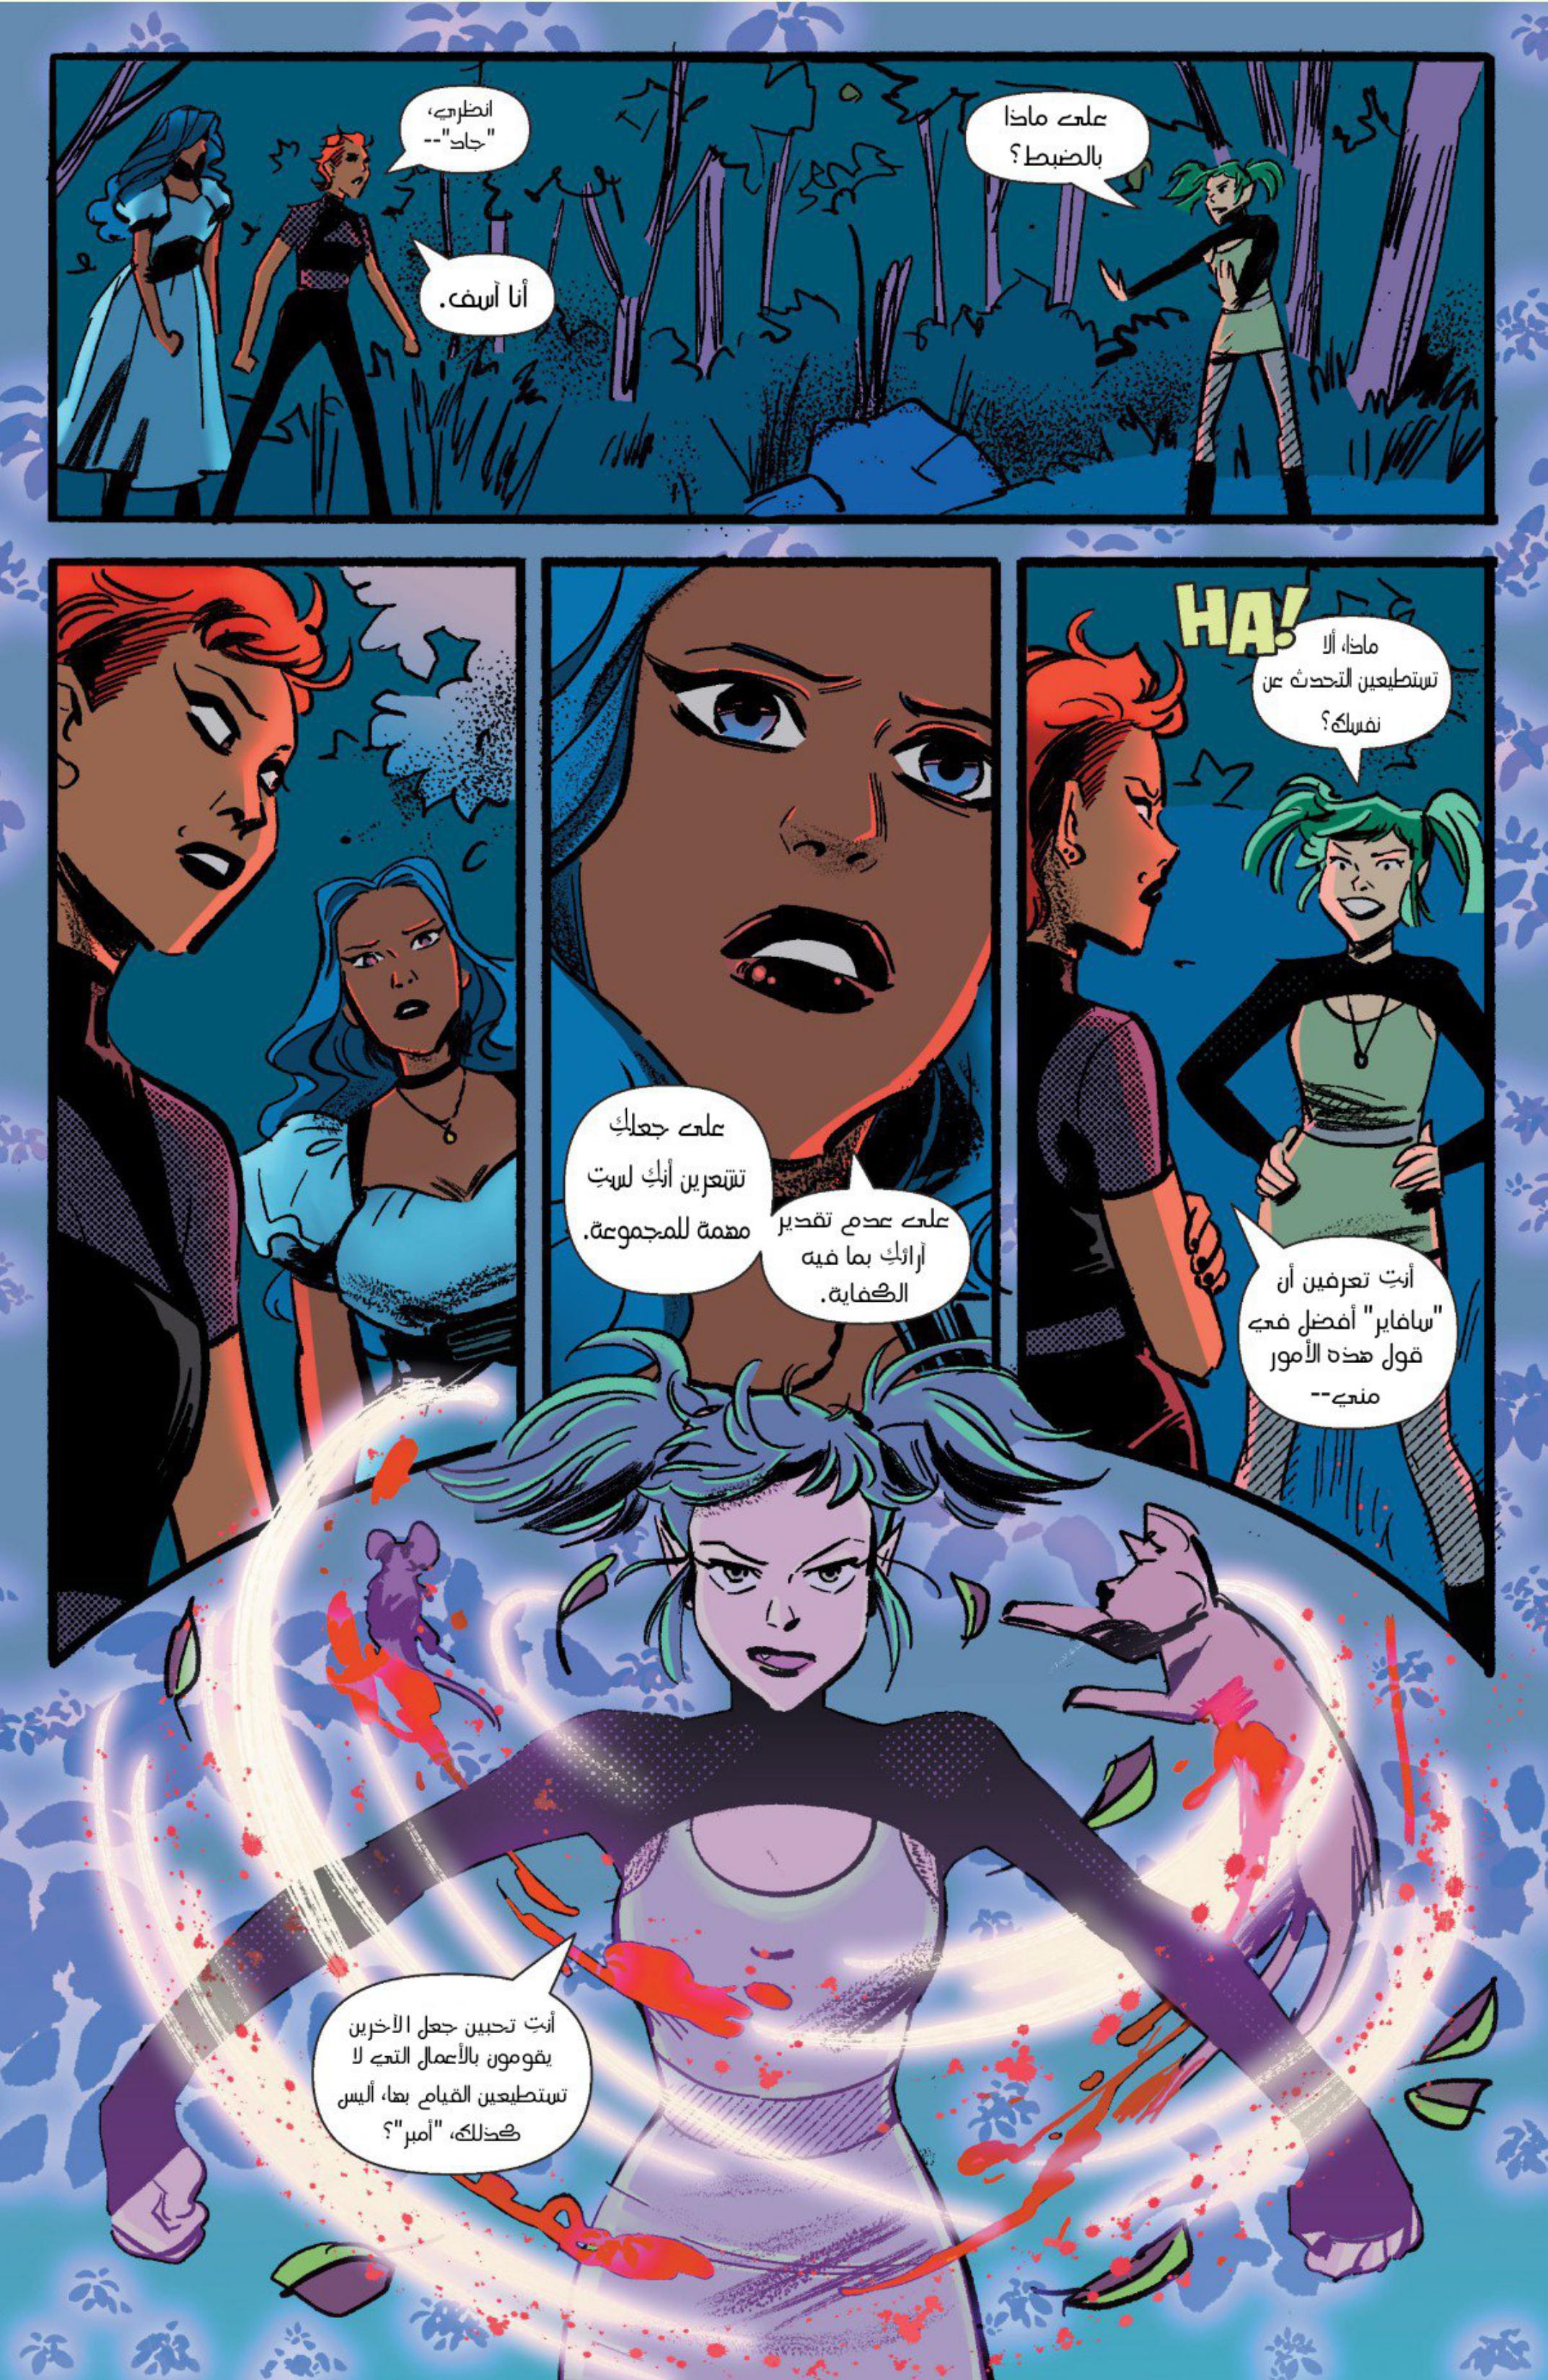 انظري،
"جاد"--
أنا آسف.
على ماذا
بالضبط؟
على جعلكِ
تشعرين أنكِ لستِ
مهمة للمجموعة.
على عدم تقدير
آرائكِ بما فيه
الكفاية.
HA!
ماذا، ألا
تستطيعين التحدث عن
نفسك؟
أنتِ تعرفين أن
"سافاير" أفضل في
قول هذه الأمور
مني--
أنتِ تحبين جعل الآخرين
يقومون بالأعمال التي لا
تستطيعين القيام بها، أليس
كذلك، "أمبر"؟